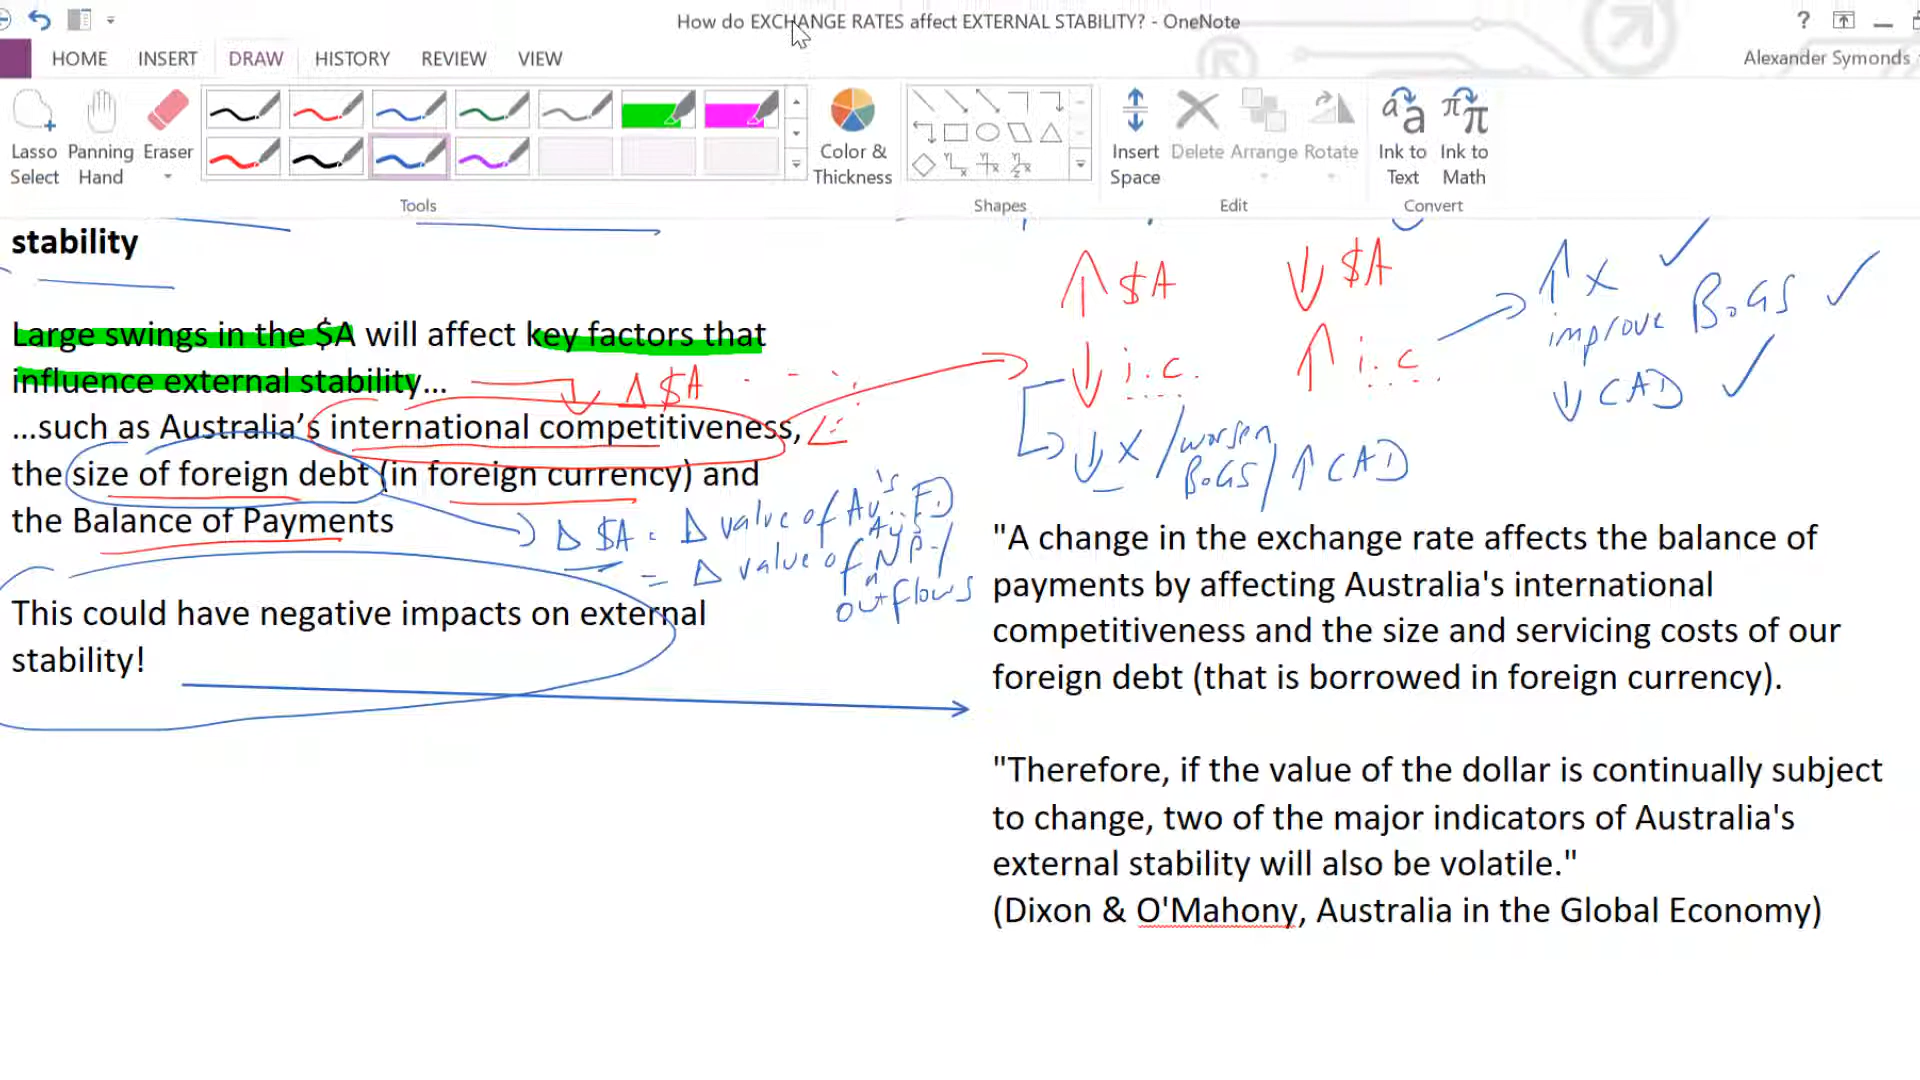 How do EXCHANGE RATES affect EXTERNAL STABILITY? - OneNote
?
HOME INSERT DRAW HISTORY REVIEW VIEW
Alexander Symonds
Lasso Select
Panning Hand
Eraser
Color & Thickness
Insert Space
Delete
Arrange
Rotate
Ink to Text
Ink to Math
Tools
Shapes
Edit
Convert
stability
Large swings in the $A will affect key factors that
influence external stability...
Δ $A
...such as Australia's international competitiveness,
the size of foreign debt (in foreign currency) and
the Balance of Payments
Δ $A = Δ value of Au's F.D
= Δ value of Au's N.P.Y
outflows
This could have negative impacts on external
stability!
↑ $A
↓ i.c.
↓ X / worsen BoGS / ↑ CAD
↓ $A
↑ i.c.
↑ X ✓
improve BoGS ✓
↓ CAD ✓
"A change in the exchange rate affects the balance of
payments by affecting Australia's international
competitiveness and the size and servicing costs of our
foreign debt (that is borrowed in foreign currency).
"Therefore, if the value of the dollar is continually subject
to change, two of the major indicators of Australia's
external stability will also be volatile."
(Dixon & O'Mahony, Australia in the Global Economy)